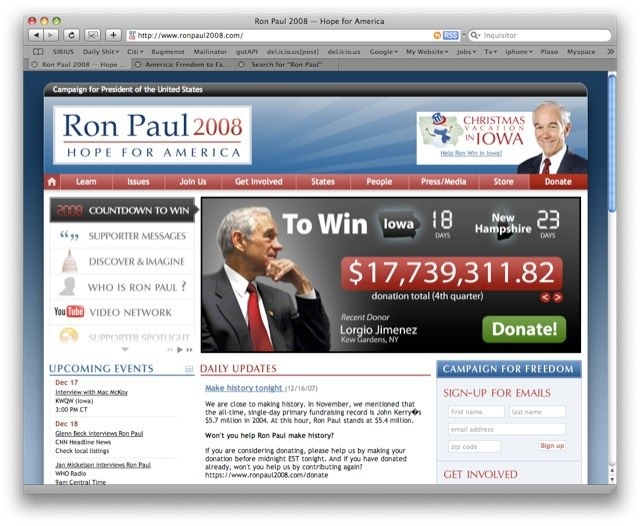 Ron Paul 2008 — Hope for America
http://www.ronpaul2008.com/
RSS
Inquisitor
SIRIUS Daily Shit Citi Bugmenot Mailinator gotAPI del.icio.us[post] del.icio.us Google My Website Jobs Tv iphone Plaxo Myspace »
Ron Paul 2008 — Hope ...
America: Freedom to Fa...
Search for "Ron Paul"
Campaign for President of the United States
Ron Paul 2008
HOPE FOR AMERICA
CHRISTMAS
VACATION
IN IOWA
Help Ron Win in Iowa!
Learn Issues Join Us Get Involved States People Press/Media Store Donate
2008 COUNTDOWN TO WIN
SUPPORTER MESSAGES
DISCOVER & IMAGINE
WHO IS RON PAUL ?
YouTube VIDEO NETWORK
SUPPORTER SPOTLIGHT
To Win Iowa 18 DAYS New Hampshire 23 DAYS
$17,739,311.82
donation total (4th quarter)
Recent Donor
Lorgio Jimenez
Kew Gardens, NY
Donate!
UPCOMING EVENTS
Dec 17
Interview with Mac McKoy
KWQW (Iowa)
3:00 PM CT
Dec 18
Glenn Beck interviews Ron Paul
CNN Headline News
Check local listings
Jan Mickelson interviews Ron Paul
WHO Radio
9am Central Time
DAILY UPDATES
Make history tonight (12/16/07)
We are close to making history. In November, we mentioned that
the all-time, single-day primary fundraising record is John Kerry�s
$5.7 million in 2004. At this hour, Ron Paul stands at $5.4 million.
Won't you help Ron Paul make history?
If you are considering donating, please help us by making your
donation before midnight EST tonight. And if you have donated
already, won't you help us by contributing again?
https://www.ronpaul2008.com/donate
CAMPAIGN FOR FREEDOM
SIGN-UP FOR EMAILS
first name last name
email address
zip code Sign up
GET INVOLVED